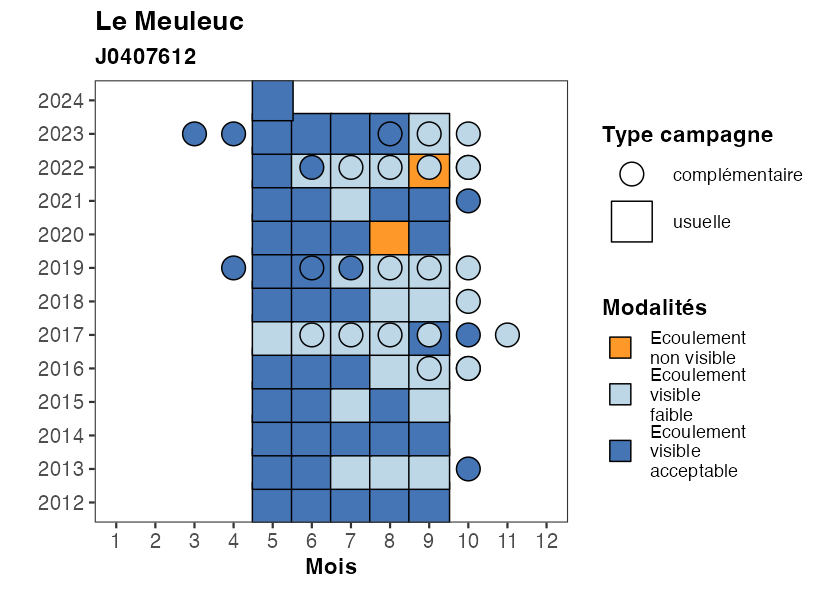 Le Meuleuc
J0407612
2024
2023
2022
2021
2020
2019
2018
2017
2016
2015
2014
2013
2012
1 2 3 4 5 6 7 8 9 10 11 12
Mois
Type campagne
complémentaire
usuelle
Modalités
Ecoulement
non visible
Ecoulement
visible
faible
Ecoulement
visible
acceptable